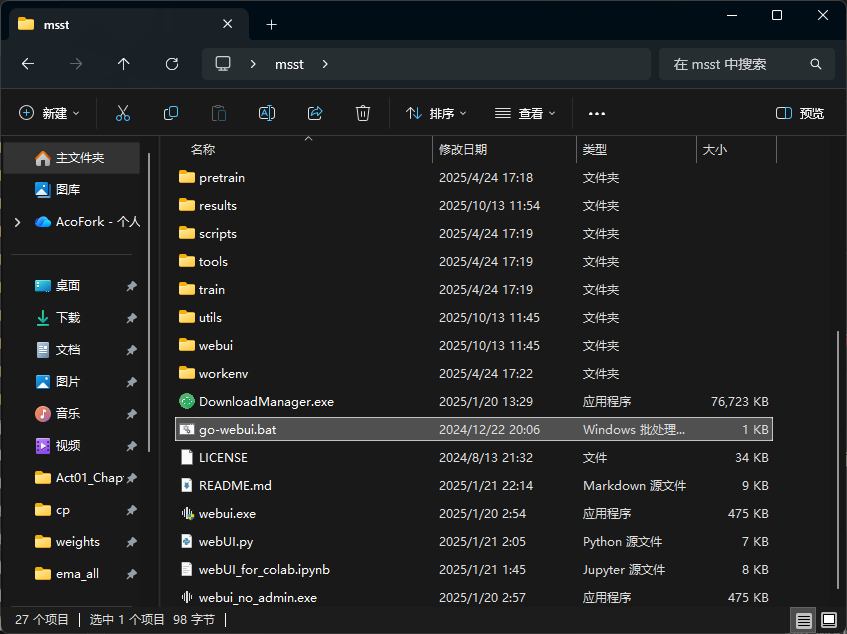 msst
msst
在 msst 中搜索
新建
排序
查看
预览
名称 修改日期 类型 大小
主文件夹
图库
AcoFork - 个人
桌面
下载
文档
图片
音乐
视频
Act01_Chap
cp
weights
ema_all
pretrain 2025/4/24 17:18 文件夹
results 2025/10/13 11:54 文件夹
scripts 2025/4/24 17:19 文件夹
tools 2025/4/24 17:19 文件夹
train 2025/4/24 17:19 文件夹
utils 2025/10/13 11:45 文件夹
webui 2025/10/13 11:45 文件夹
workenv 2025/4/24 17:22 文件夹
DownloadManager.exe 2025/1/20 13:29 应用程序 76,723 KB
go-webui.bat 2024/12/22 20:06 Windows 批处理... 1 KB
LICENSE 2024/8/13 21:32 文件 34 KB
README.md 2025/1/21 22:14 Markdown 源文件 9 KB
webui.exe 2025/1/20 2:54 应用程序 475 KB
webUI.py 2025/1/21 2:05 Python 源文件 7 KB
webUI_for_colab.ipynb 2025/1/21 1:45 Jupyter 源文件 8 KB
webui_no_admin.exe 2025/1/20 2:57 应用程序 475 KB
27 个项目 选中 1 个项目 98 字节